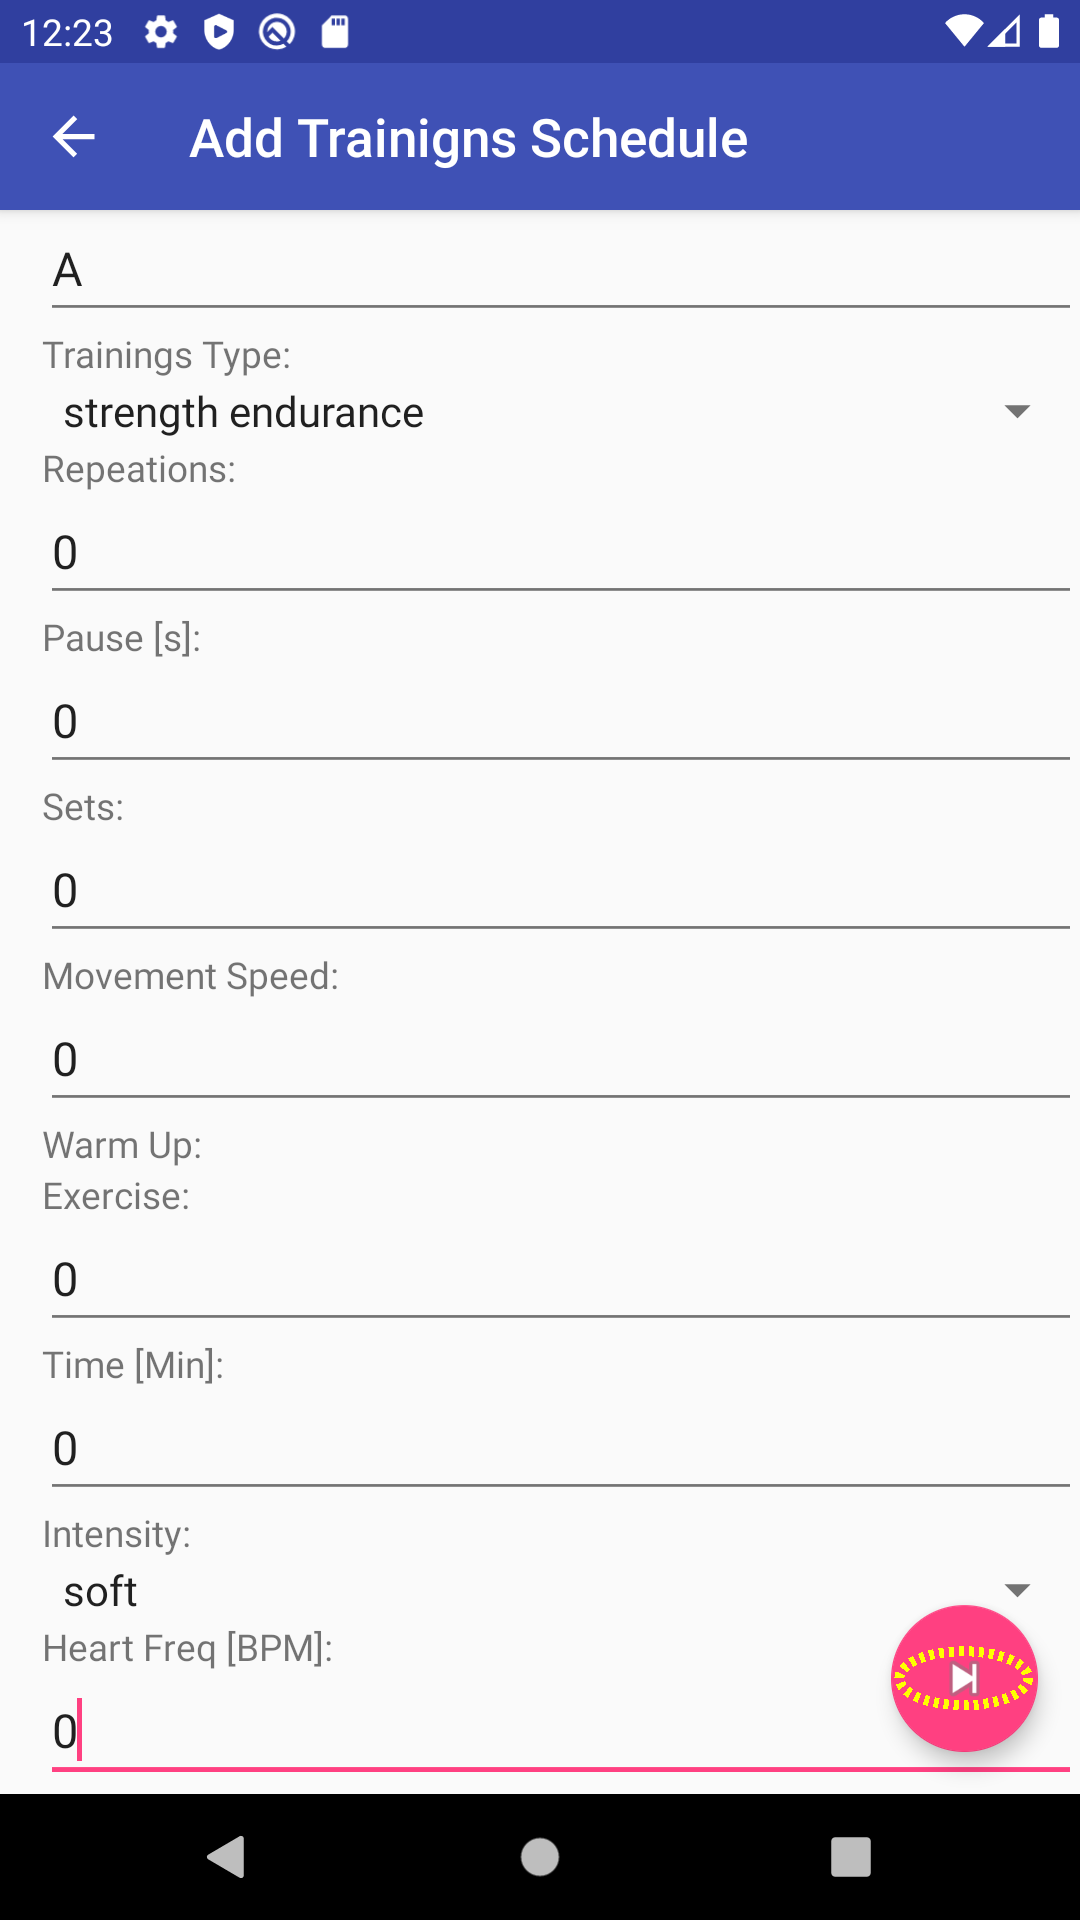 12:23
Add Trainigns Schedule
A
Trainings Type:
strength endurance
Repeations:
0
Pause [s]:
0
Sets:
0
Movement Speed:
0
Warm Up:
Exercise:
0
Time [Min]:
0
Intensity:
soft
Heart Freq [BPM]:
0